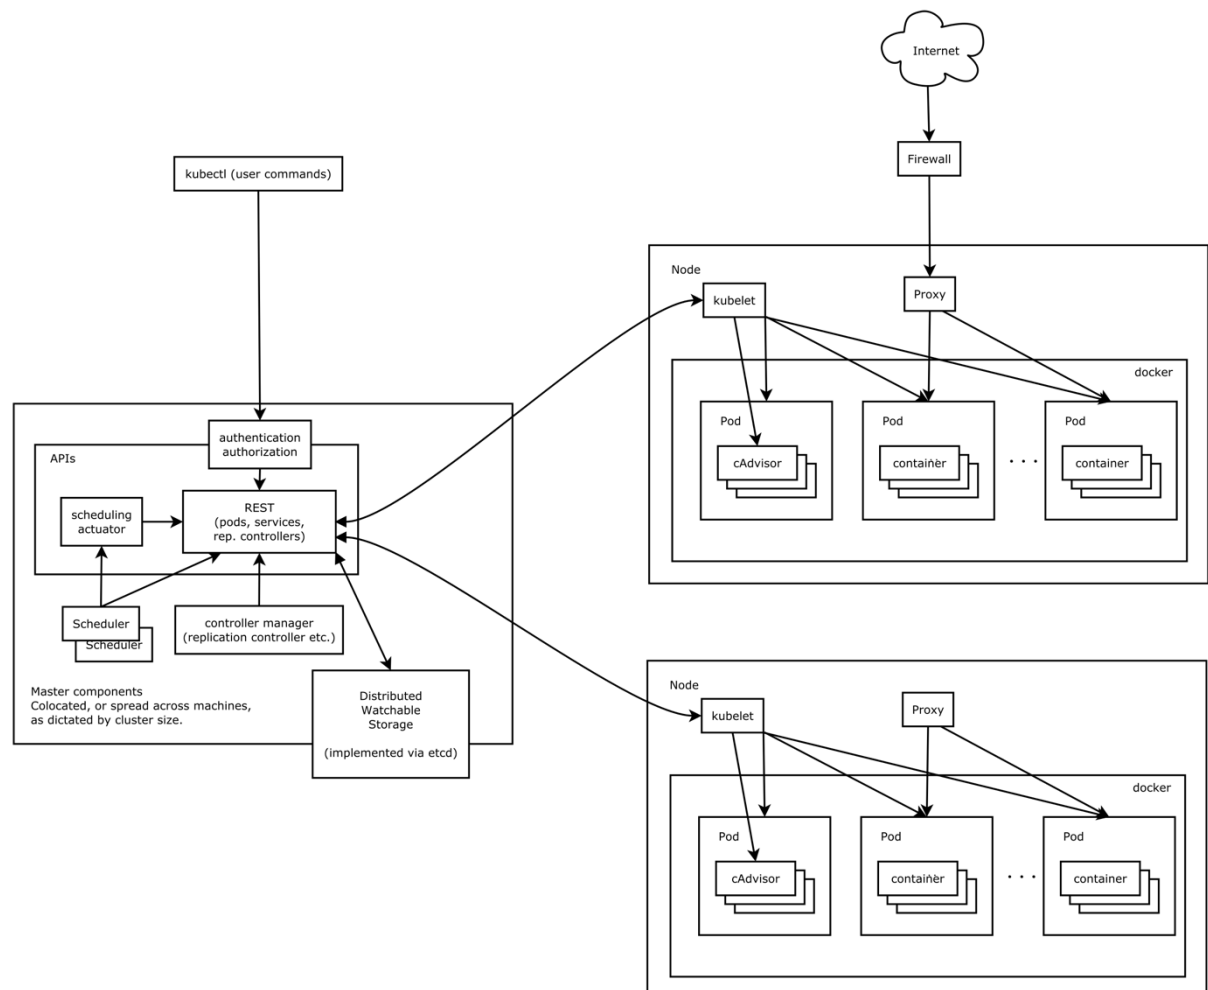 Internet
Firewall
kubectl (user commands)
Node
kubelet
Proxy
docker
Pod
cAdvisor
Pod
container
. . .
Pod
container
authentication
authorization
APIs
scheduling
actuator
REST
(pods, services,
rep. controllers)
Scheduler
Scheduler
controller manager
(replication controller etc.)
Master components
Colocated, or spread across machines,
as dictated by cluster size.
Distributed
Watchable
Storage
(implemented via etcd)
Node
kubelet
Proxy
docker
Pod
cAdvisor
Pod
container
. . .
Pod
container